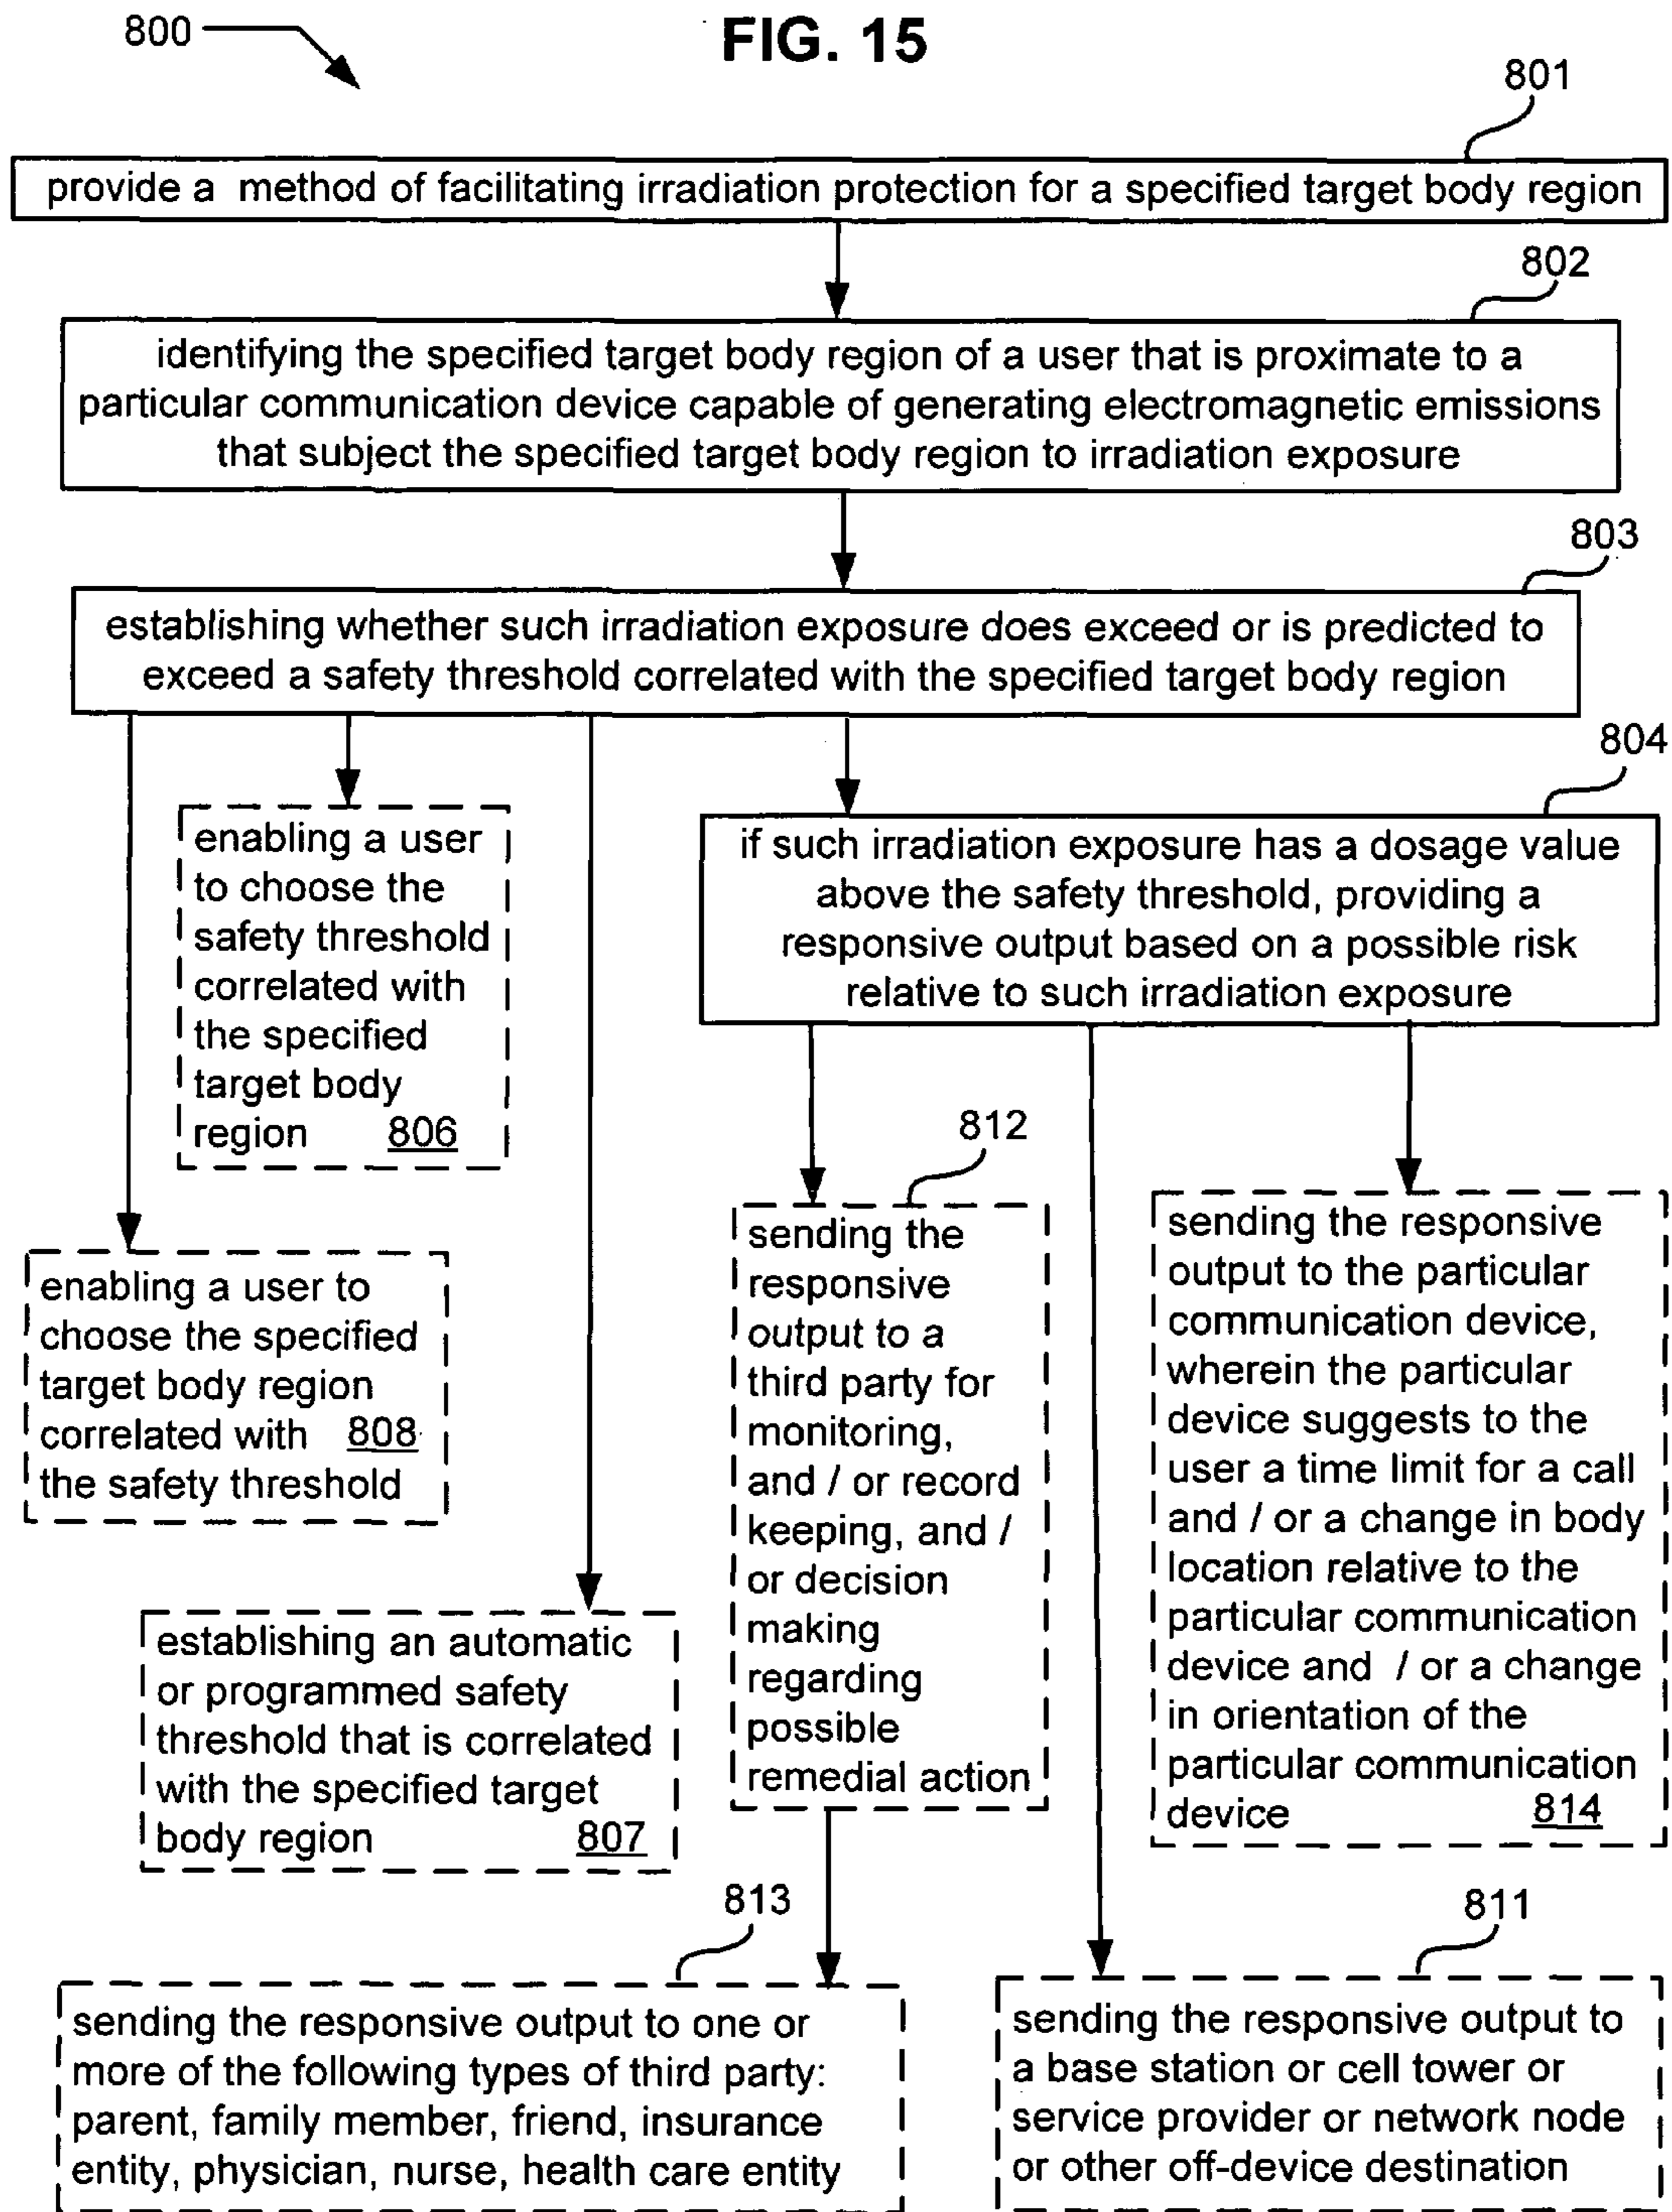 800
FIG. 15
801
provide a method of facilitating irradiation protection for a specified target body region
802
identifying the specified target body region of a user that is proximate to a
particular communication device capable of generating electromagnetic emissions
that subject the specified target body region to irradiation exposure
803
establishing whether such irradiation exposure does exceed or is predicted to
exceed a safety threshold correlated with the specified target body region
804
enabling a user
to choose the
safety threshold
correlated with
the specified
target body
region 806
if such irradiation exposure has a dosage value
above the safety threshold, providing a
responsive output based on a possible risk
relative to such irradiation exposure
enabling a user to
choose the specified
target body region
correlated with 808
the safety threshold
812
sending the
responsive
output to a
third party for
monitoring,
and / or record
keeping, and /
or decision
making
regarding
possible
remedial action
sending the responsive
output to the particular
communication device,
wherein the particular
device suggests to the
user a time limit for a call
and / or a change in body
location relative to the
particular communication
device and / or a change
in orientation of the
particular communication
device 814
establishing an automatic
or programmed safety
threshold that is correlated
with the specified target
body region 807
813
sending the responsive output to one or
more of the following types of third party:
parent, family member, friend, insurance
entity, physician, nurse, health care entity
811
sending the responsive output to
a base station or cell tower or
service provider or network node
or other off-device destination